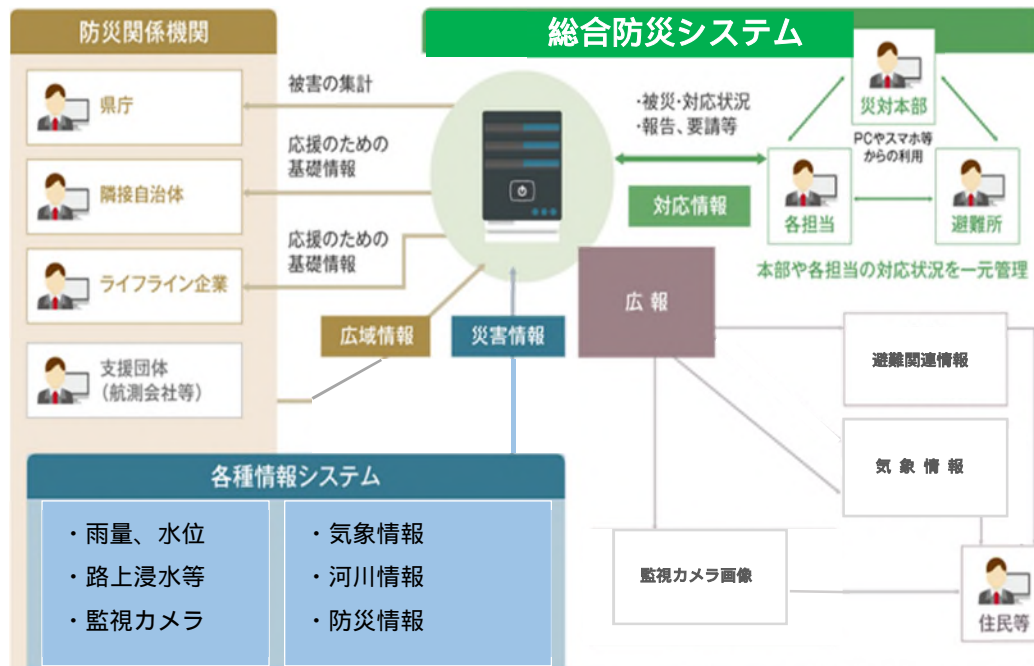 防災関係機関
県庁
隣接自治体
ライフライン企業
支援団体
(航測会社等)
被害の集計
応援のための
基礎情報
応援のための
基礎情報
広域情報
災害情報
総合防災システム
・被災・対応状況
・報告、要請等
対応情報
災対本部
PCやスマホ等
からの利用
各担当
避難所
本部や各担当の対応状況を一元管理
広報
避難関連情報
気象情報
監視カメラ画像
住民等
各種情報システム
・雨量、水位
・路上浸水等
・監視カメラ
・気象情報
・河川情報
・防災情報